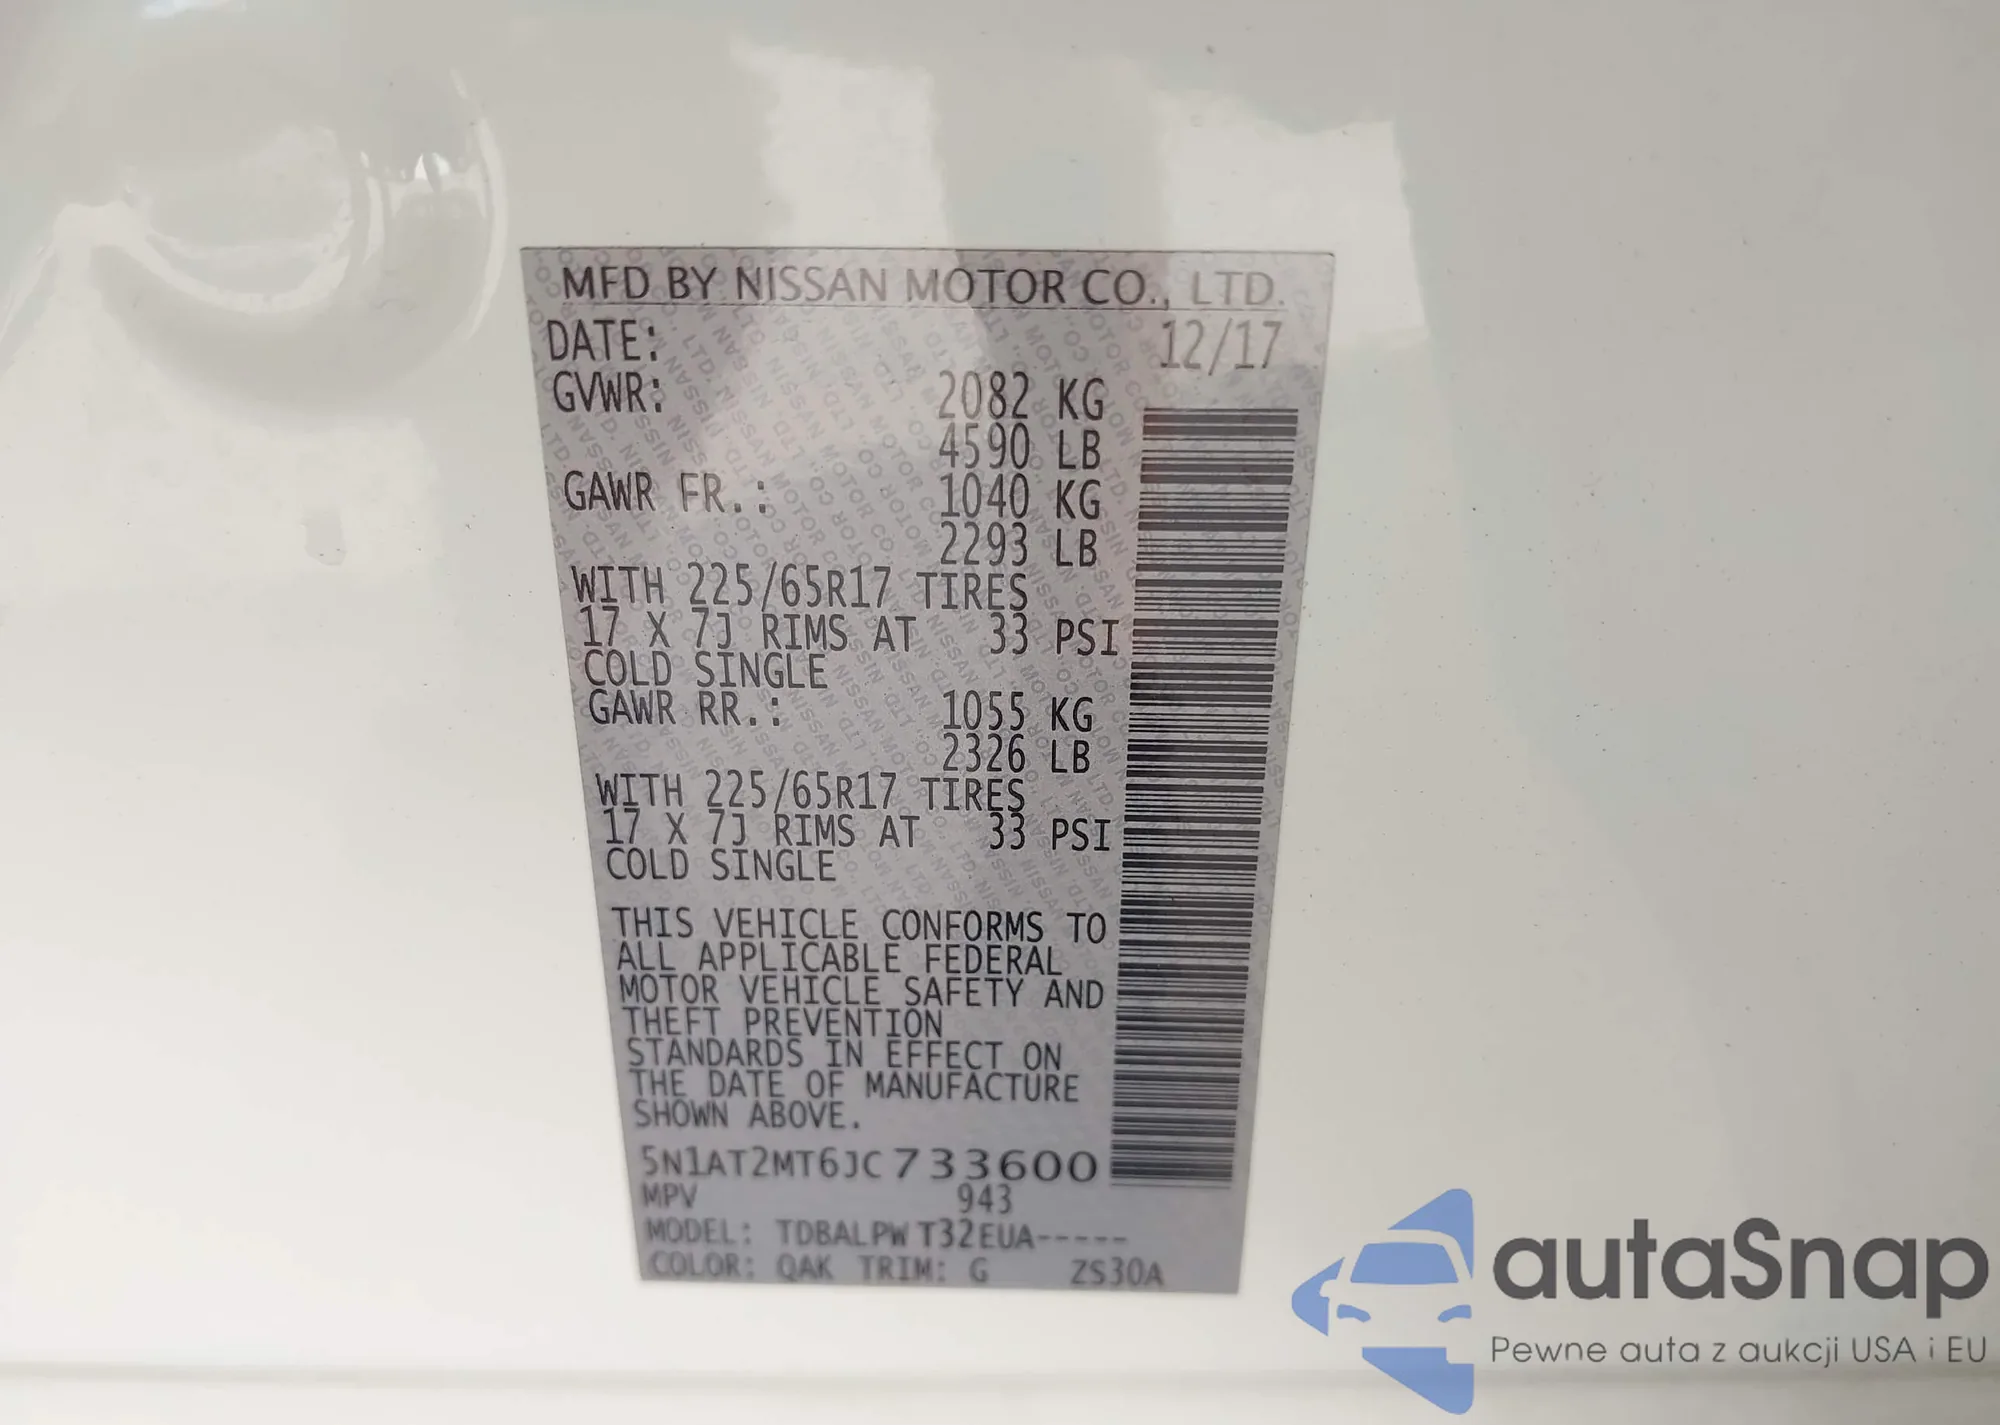 MFD BY NISSAN MOTOR CO., LTD.
DATE: 12/17
GVWR: 2082 KG
4590 LB
GAWR FR.: 1040 KG
2293 LB
WITH 225/65R17 TIRES
17 X 7J RIMS AT 33 PSI
COLD SINGLE
GAWR RR.: 1055 KG
2326 LB
WITH 225/65R17 TIRES
17 X 7J RIMS AT 33 PSI
COLD SINGLE
THIS VEHICLE CONFORMS TO
ALL APPLICABLE FEDERAL
MOTOR VEHICLE SAFETY AND
THEFT PREVENTION
STANDARDS IN EFFECT ON
THE DATE OF MANUFACTURE
SHOWN ABOVE.
5N1AT2MT6JC733600
MPV 943
MODEL: TDBALPW T32EUA-----
COLOR: QAK TRIM: G ZS30A
autaSnap
Pewne auta z aukcji USA i EU